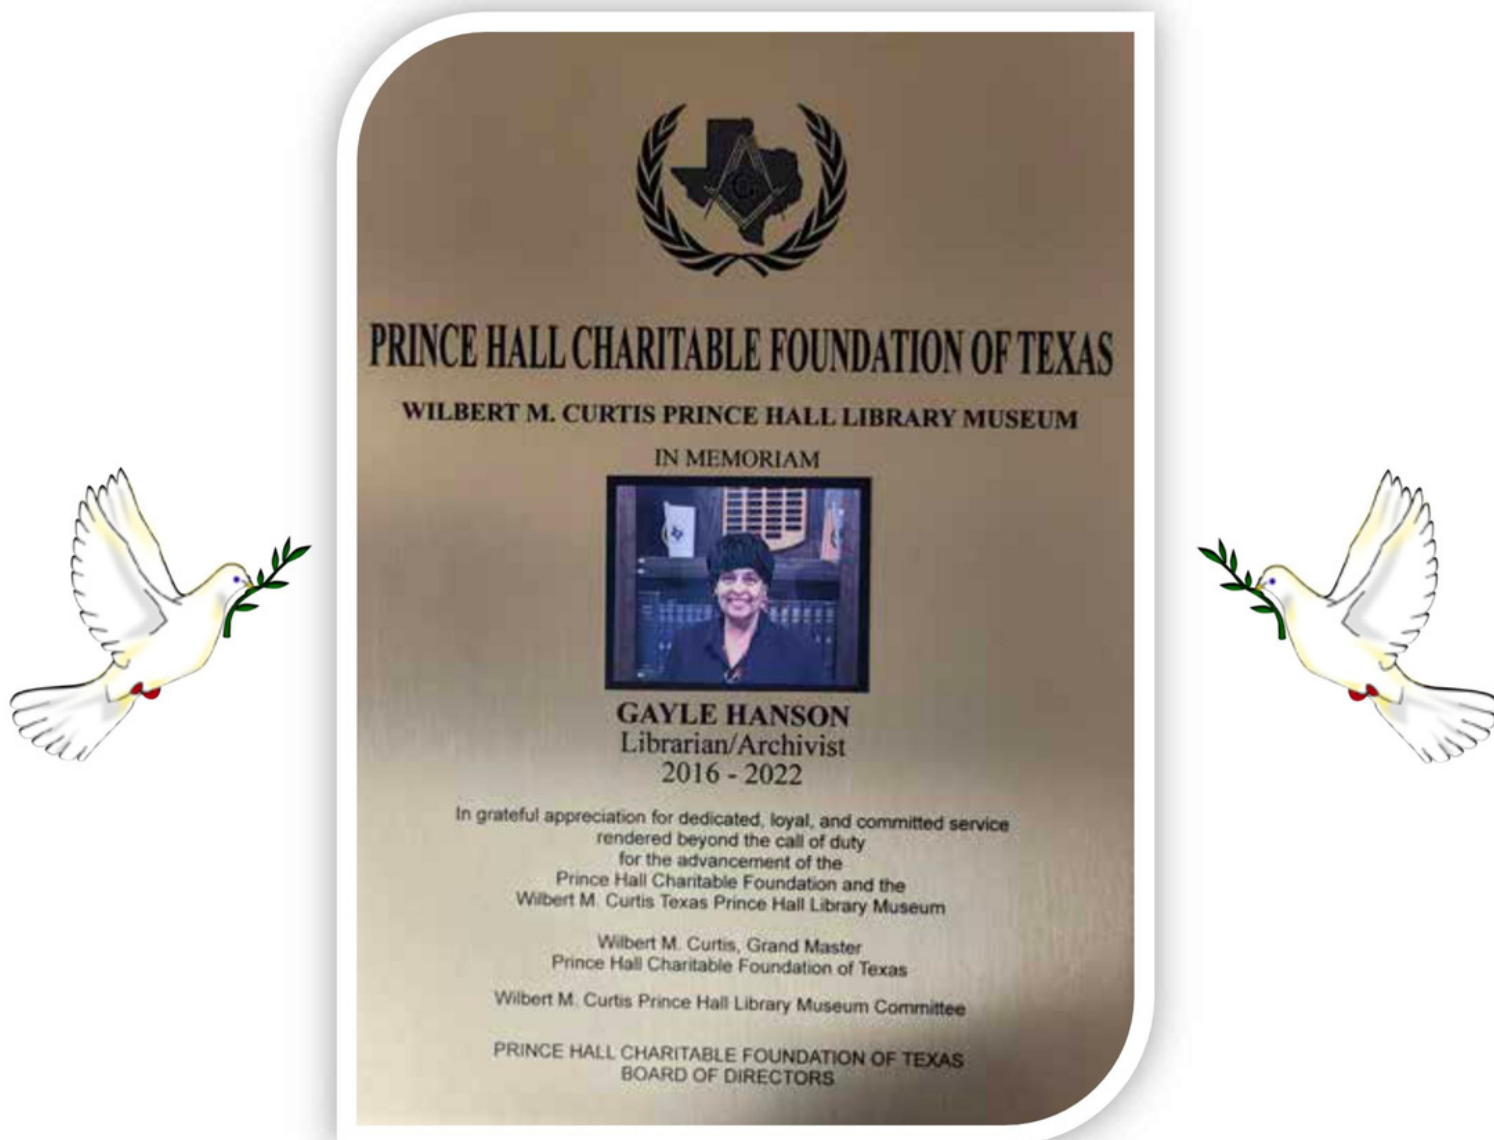 G
PRINCE HALL CHARITABLE FOUNDATION OF TEXAS
WILBERT M. CURTIS PRINCE HALL LIBRARY MUSEUM
IN MEMORIAM
GAYLE HANSON
Librarian/Archivist
2016 - 2022
In grateful appreciation for dedicated, loyal, and committed service
rendered beyond the call of duty
for the advancement of the
Prince Hall Charitable Foundation and the
Wilbert M. Curtis Texas Prince Hall Library Museum
Wilbert M. Curtis, Grand Master
Prince Hall Charitable Foundation of Texas
Wilbert M. Curtis Prince Hall Library Museum Committee
PRINCE HALL CHARITABLE FOUNDATION OF TEXAS
BOARD OF DIRECTORS